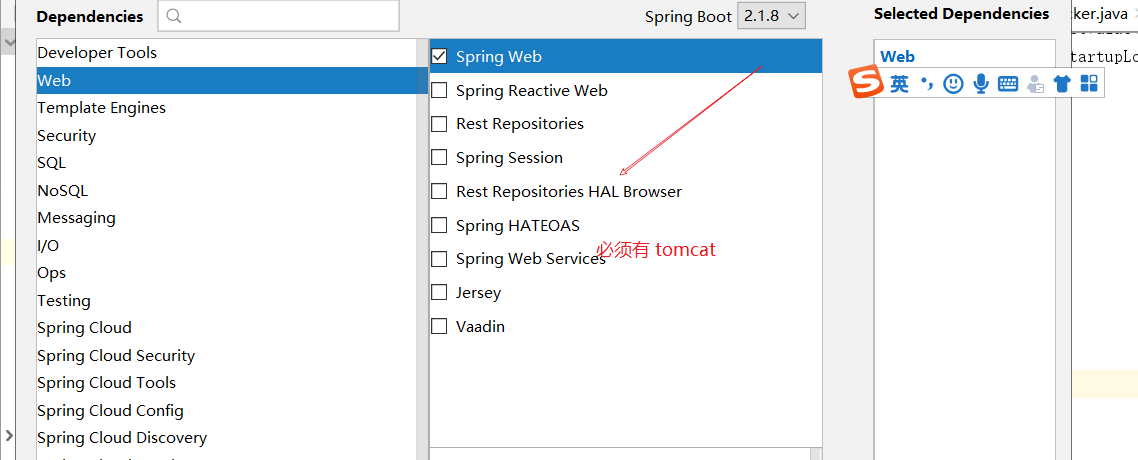 Dependencies
Spring Boot 2.1.8
Selected Dependencies
cker.java
Developer Tools
Web
Template Engines
Security
SQL
NoSQL
Messaging
I/O
Ops
Testing
Spring Cloud
Spring Cloud Security
Spring Cloud Tools
Spring Cloud Config
Spring Cloud Discovery
Spring Web
Spring Reactive Web
Rest Repositories
Spring Session
Rest Repositories HAL Browser
Spring HATEOAS
必须有 tomcat
Spring Web Services
Jersey
Vaadin
Web
startupLo
英